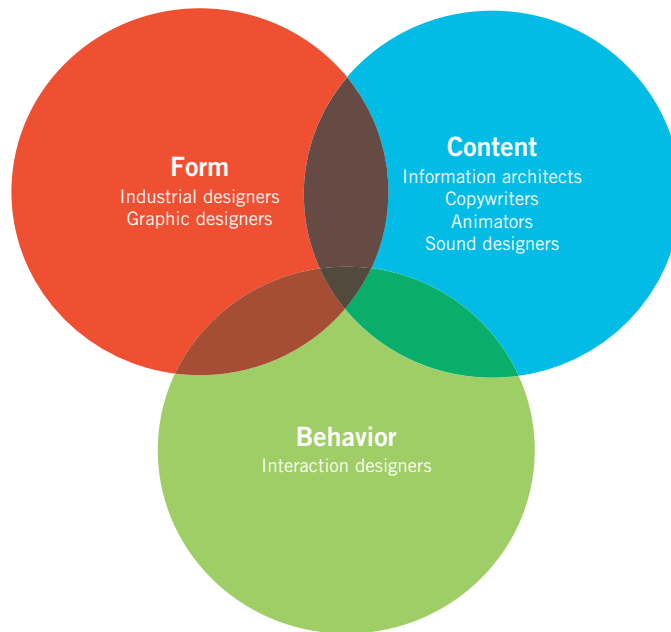 Form
Industrial designers
Graphic designers
Content
Information architects
Copywriters
Animators
Sound designers
Behavior
Interaction designers